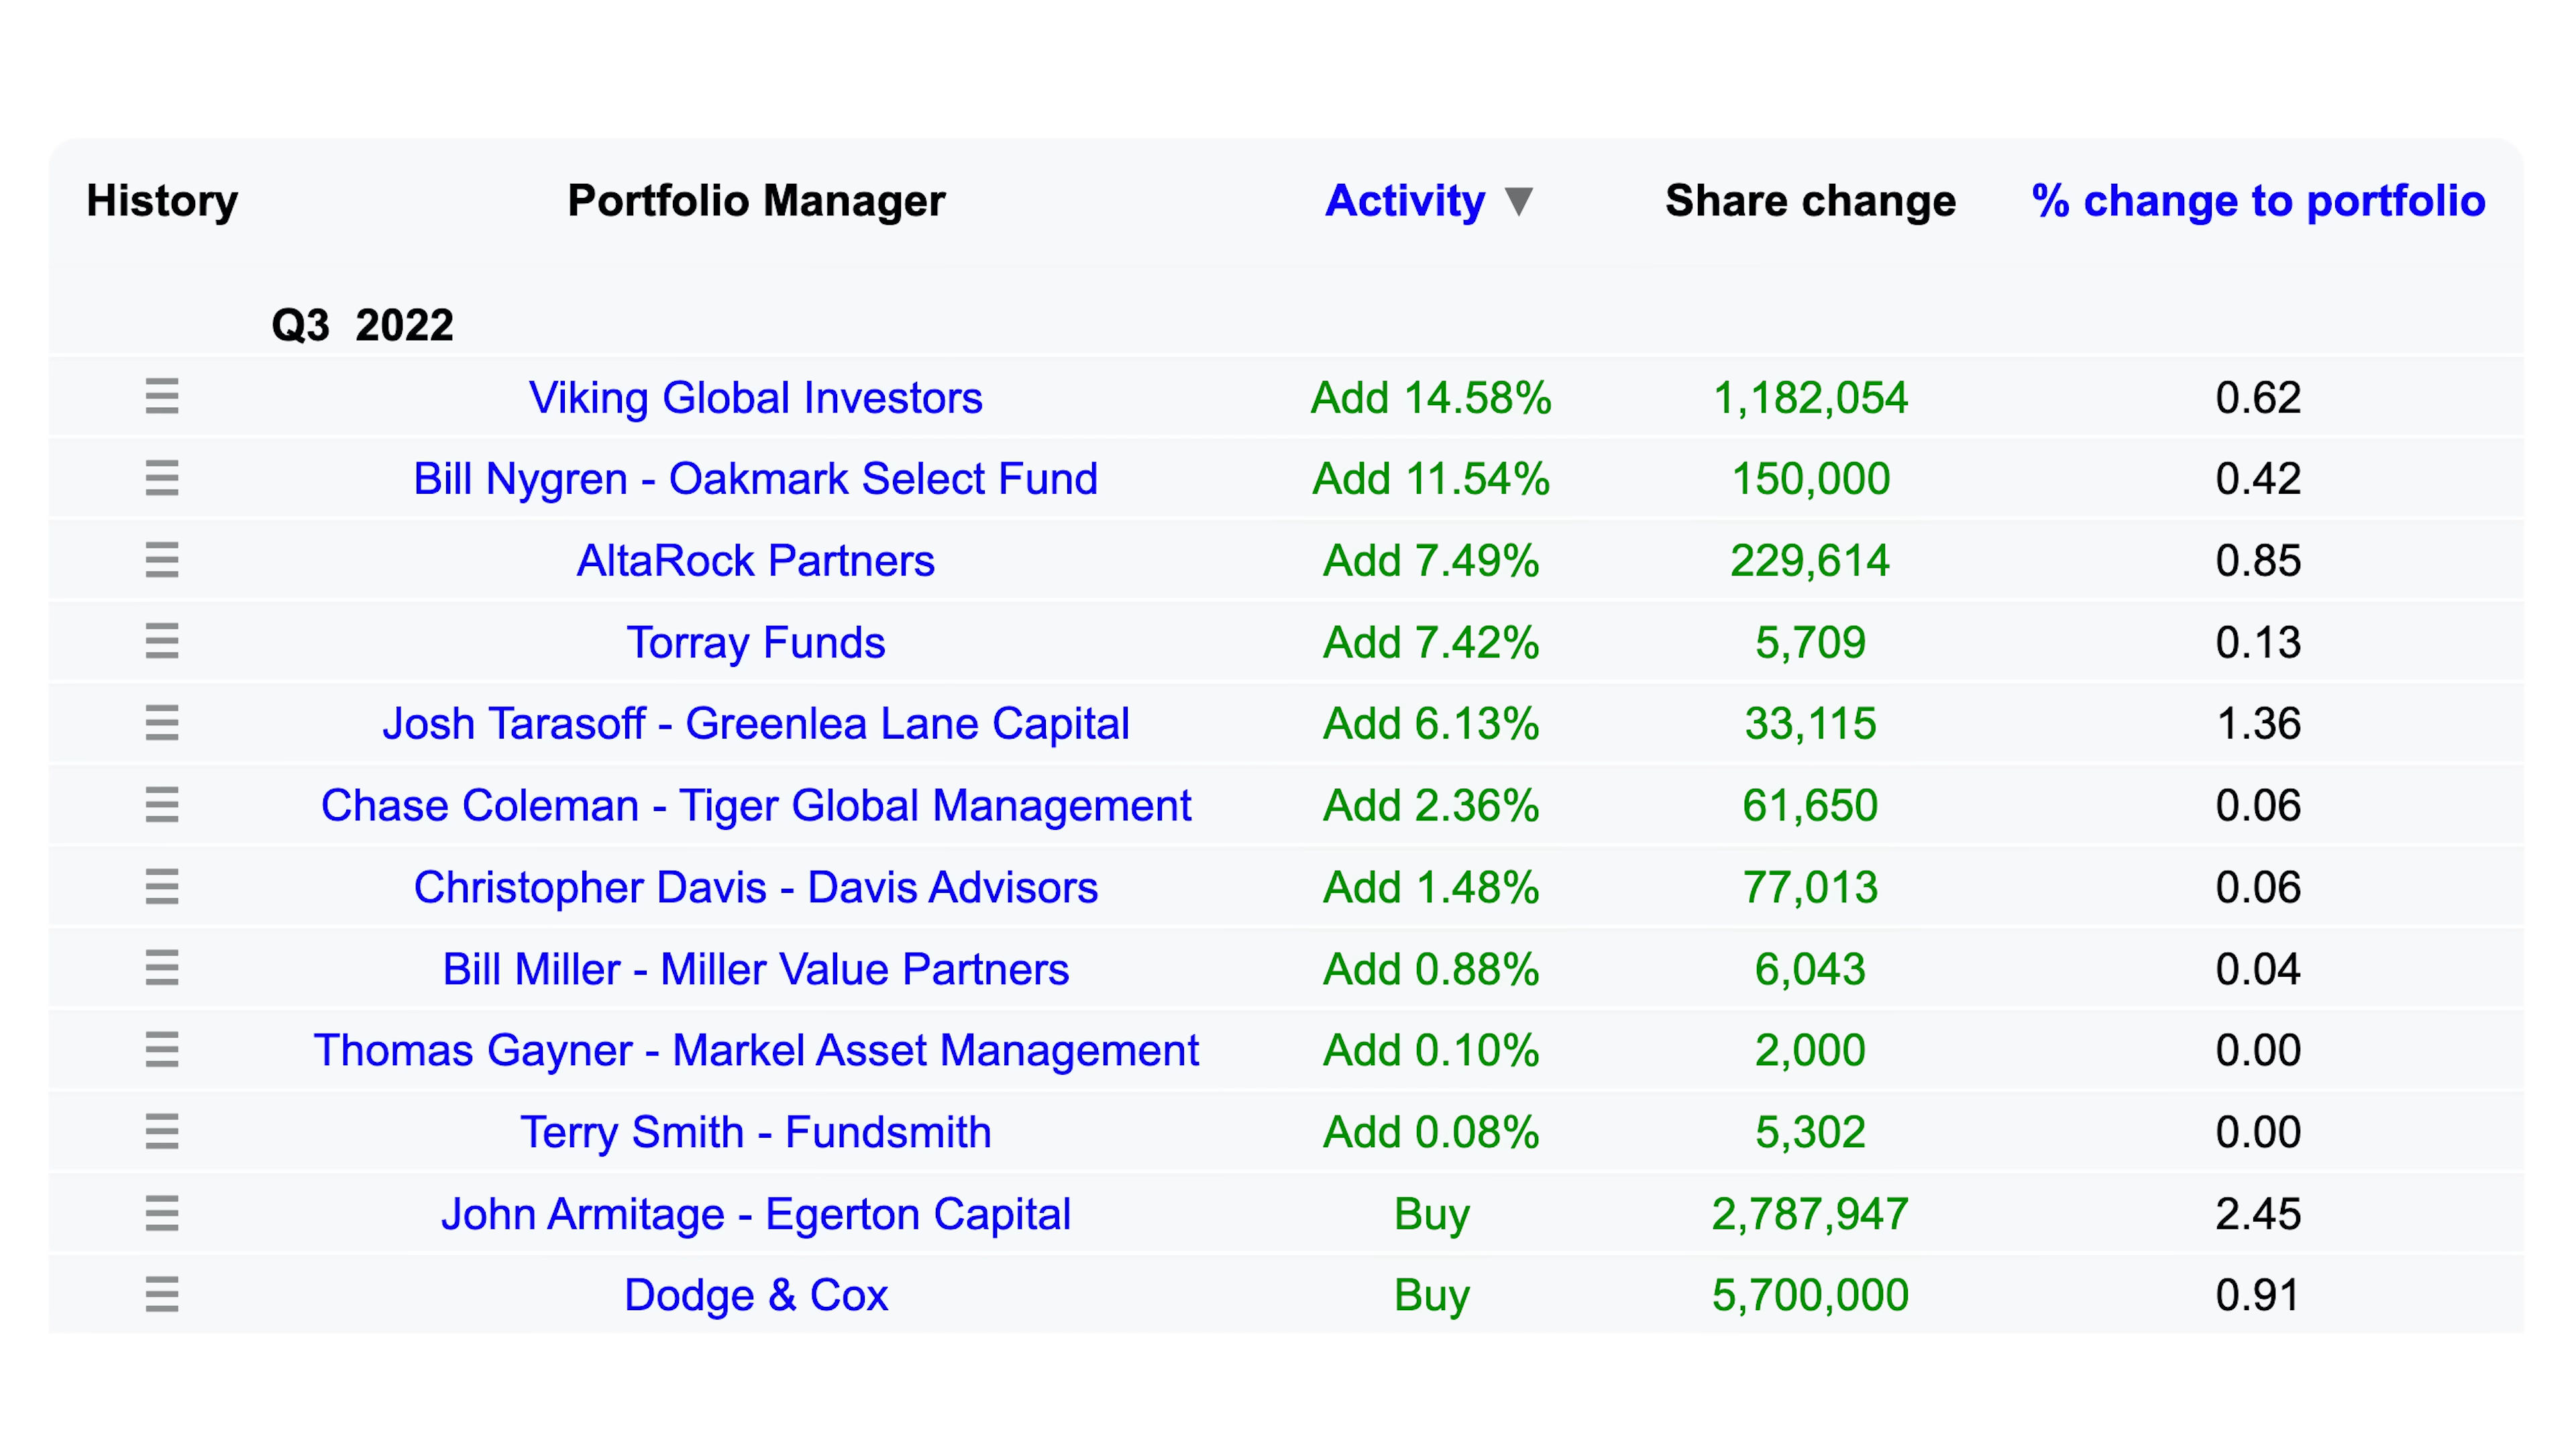 History Portfolio Manager Activity ▼ Share change % change to portfolio
Q3 2022
☰ Viking Global Investors Add 14.58% 1,182,054 0.62
☰ Bill Nygren - Oakmark Select Fund Add 11.54% 150,000 0.42
☰ AltaRock Partners Add 7.49% 229,614 0.85
☰ Torray Funds Add 7.42% 5,709 0.13
☰ Josh Tarasoff - Greenlea Lane Capital Add 6.13% 33,115 1.36
☰ Chase Coleman - Tiger Global Management Add 2.36% 61,650 0.06
☰ Christopher Davis - Davis Advisors Add 1.48% 77,013 0.06
☰ Bill Miller - Miller Value Partners Add 0.88% 6,043 0.04
☰ Thomas Gayner - Markel Asset Management Add 0.10% 2,000 0.00
☰ Terry Smith - Fundsmith Add 0.08% 5,302 0.00
☰ John Armitage - Egerton Capital Buy 2,787,947 2.45
☰ Dodge & Cox Buy 5,700,000 0.91